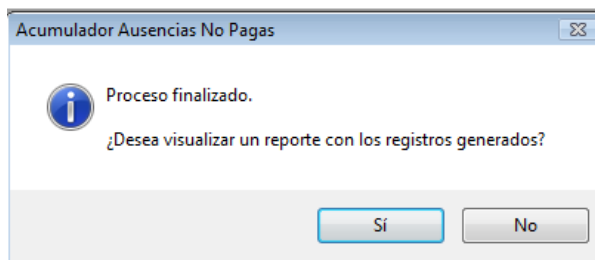 Acumulador Ausencias No Pagas
Proceso finalizado.
¿Desea visualizar un reporte con los registros generados?
Sí
No